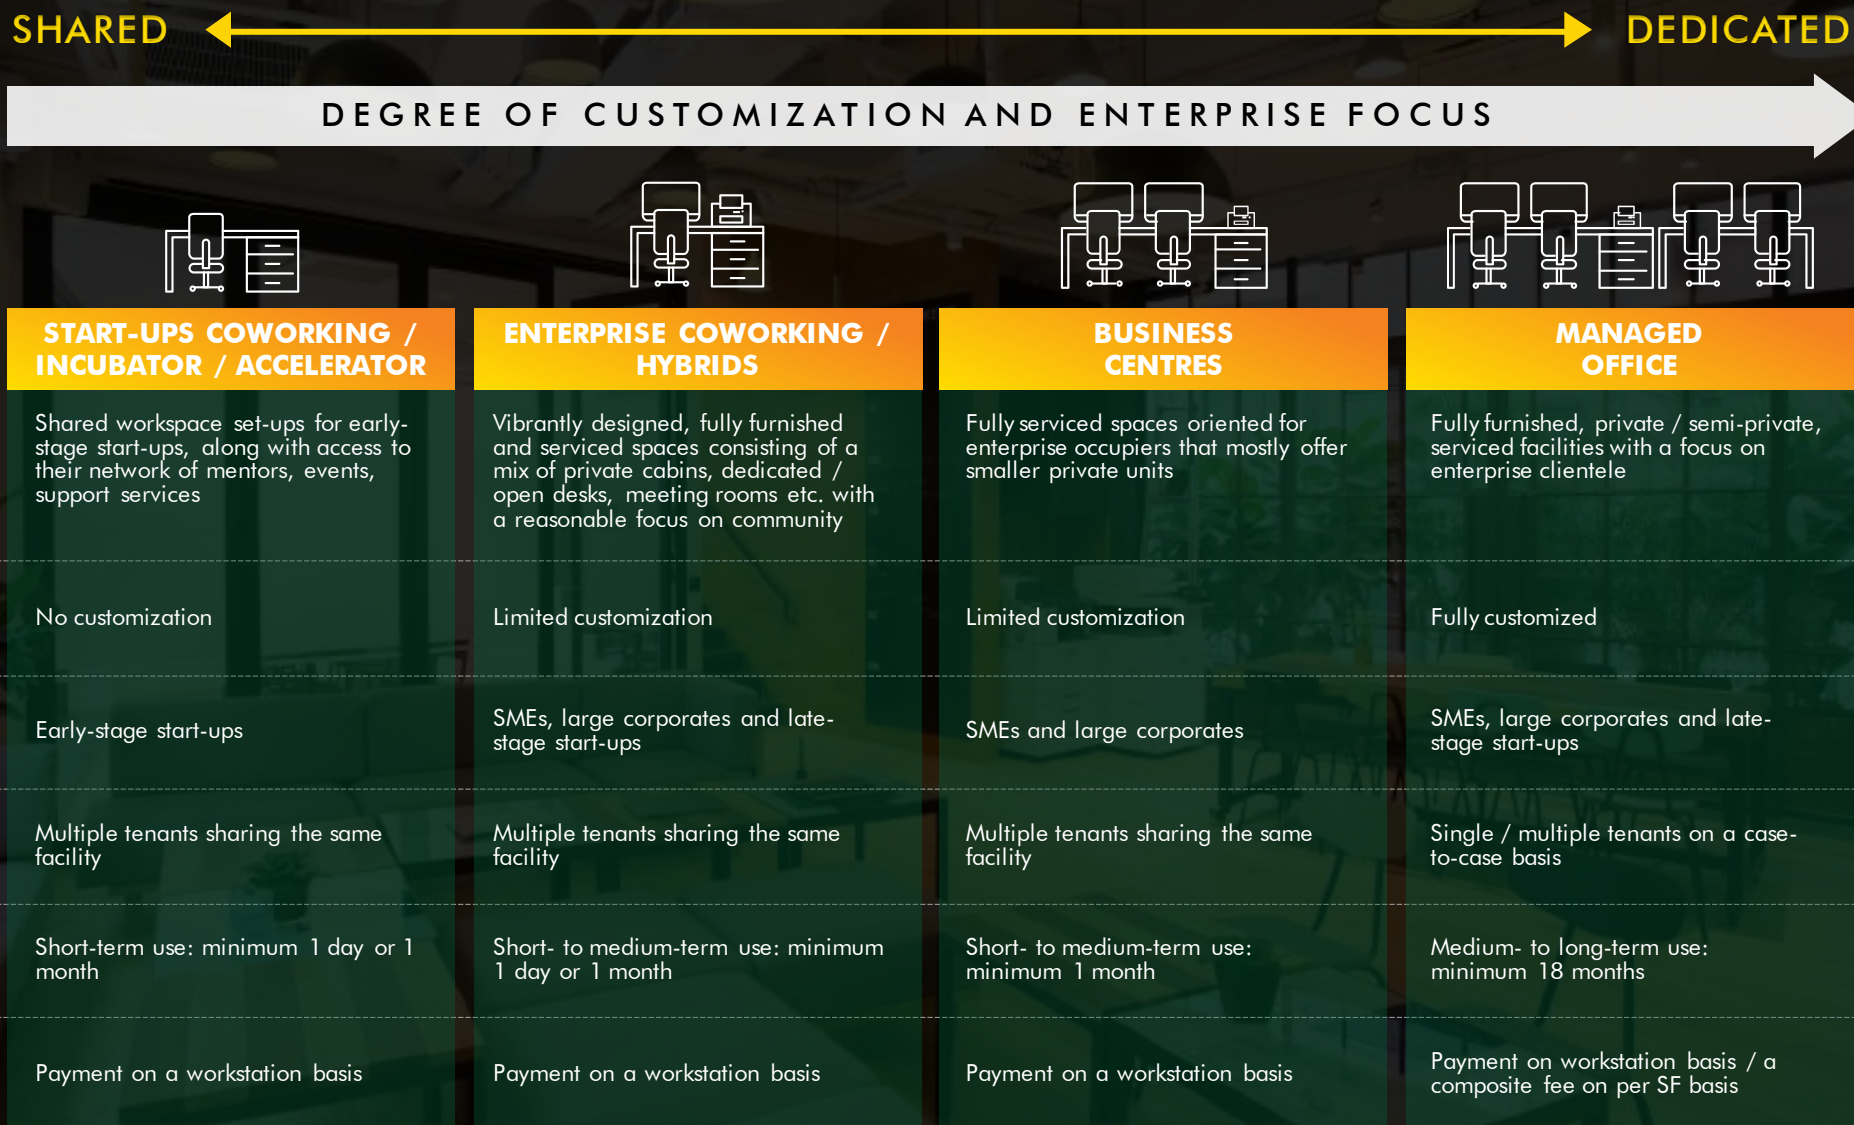 SHARED
DEDICATED
DEGREE OF CUSTOMIZATION AND ENTERPRISE FOCUS
START-UPS COWORKING /
INCUBATOR / ACCELERATOR
Shared workspace set-ups for early-
stage start-ups, along with access to
their network of mentors, events,
support services
No customization
Early-stage start-ups
Multiple tenants sharing the same
facility
Short-term use: minimum 1 day or 1
month
Payment on a workstation basis
ENTERPRISE COWORKING /
HYBRIDS
Vibrantly designed, fully furnished
and serviced spaces consisting of a
mix of private cabins, dedicated /
open desks, meeting rooms etc. with
a reasonable focus on community
Limited customization
SMEs, large corporates and late-
stage start-ups
Multiple tenants sharing the same
facility
Short- to medium-term use: minimum
1 day or 1 month
Payment on a workstation basis
BUSINESS
CENTRES
Fully serviced spaces oriented for
enterprise occupiers that mostly offer
smaller private units
Limited customization
SMEs and large corporates
Multiple tenants sharing the same
facility
Short- to medium-term use:
minimum 1 month
Payment on a workstation basis
MANAGED
OFFICE
Fully furnished, private / semi-private,
serviced facilities with a focus on
enterprise clientele
Fully customized
SMEs, large corporates and late-
stage start-ups
Single / multiple tenants on a case-
to-case basis
Medium- to long-term use:
minimum 18 months
Payment on workstation basis / a
composite fee on per SF basis